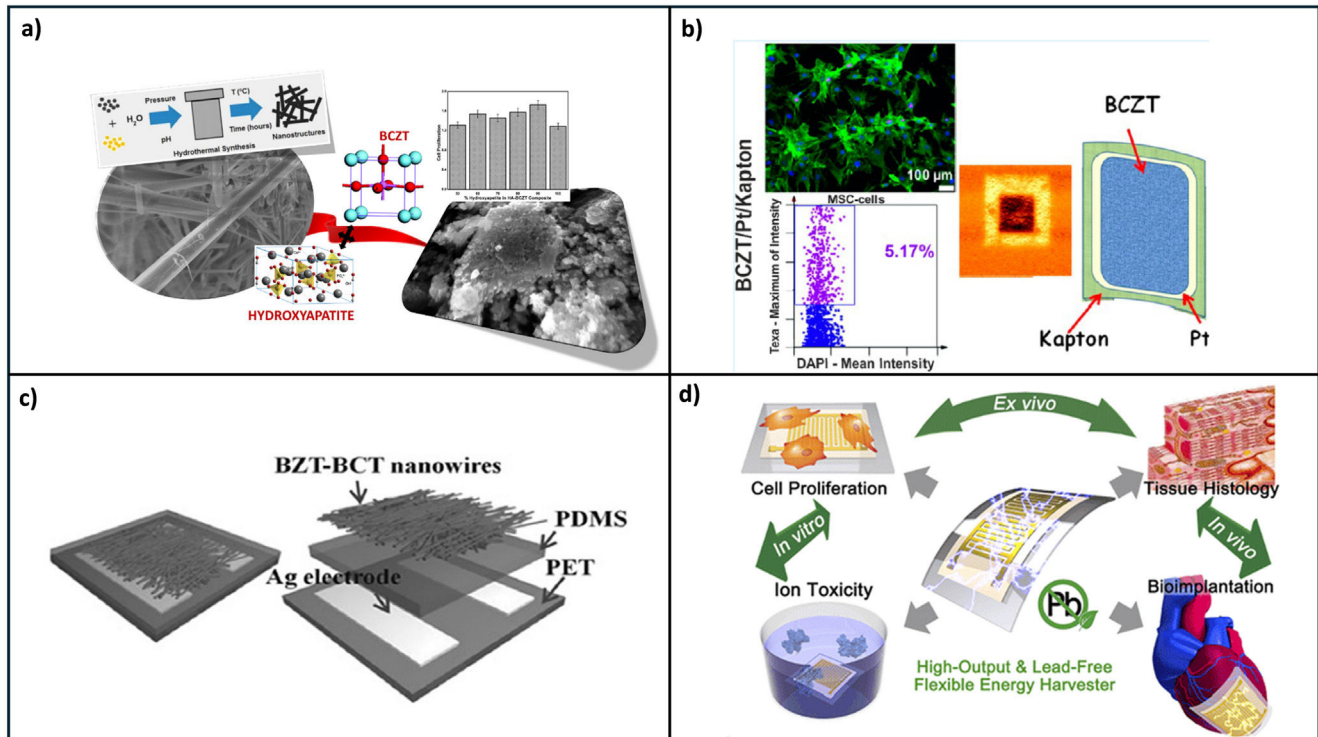 a)
Pressure
T (°C)
+
H₂O
pH
Time (hours)
Nanostructures
Hydrothermal Synthesis
BCZT
HYDROXYAPATITE
Cell Proliferation
% Hydroxyapatite in HA-BCZT Composite
b)
BCZT/Pt/Kapton
100 µm
MSC-cells
5.17%
Texa - Maximum of Intensity
DAPI - Mean Intensity
BCZT
Kapton
Pt
c)
BZT-BCT nanowires
PDMS
Ag electrode
PET
d)
Ex vivo
Cell Proliferation
Tissue Histology
In vitro
In vivo
Ion Toxicity
Bioimplantation
Pb
High-Output & Lead-Free
Flexible Energy Harvester